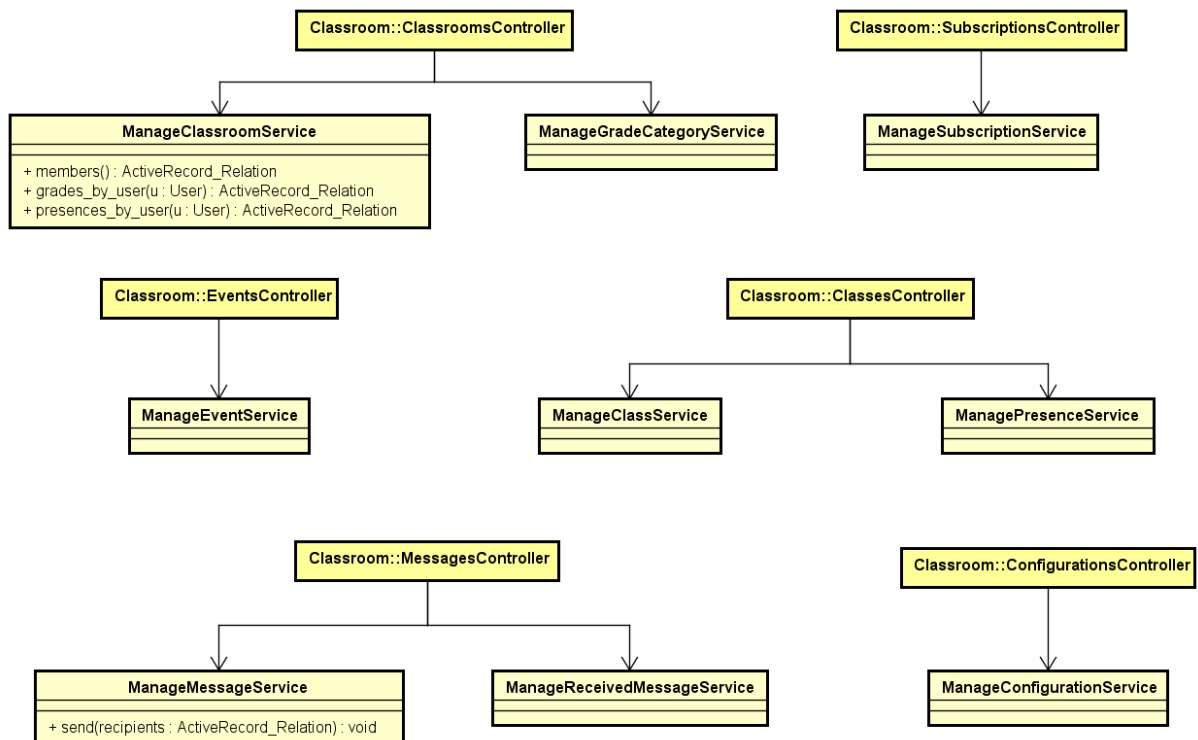 Classroom::ClassroomsController
Classroom::SubscriptionsController
ManageClassroomService
+ members() : ActiveRecord_Relation
+ grades_by_user(u : User) : ActiveRecord_Relation
+ presences_by_user(u : User) : ActiveRecord_Relation
ManageGradeCategoryService
ManageSubscriptionService
Classroom::EventsController
Classroom::ClassesController
ManageEventService
ManageClassService
ManagePresenceService
Classroom::MessagesController
Classroom::ConfigurationsController
ManageMessageService
+ send(recipients : ActiveRecord_Relation) : void
ManageReceivedMessageService
ManageConfigurationService